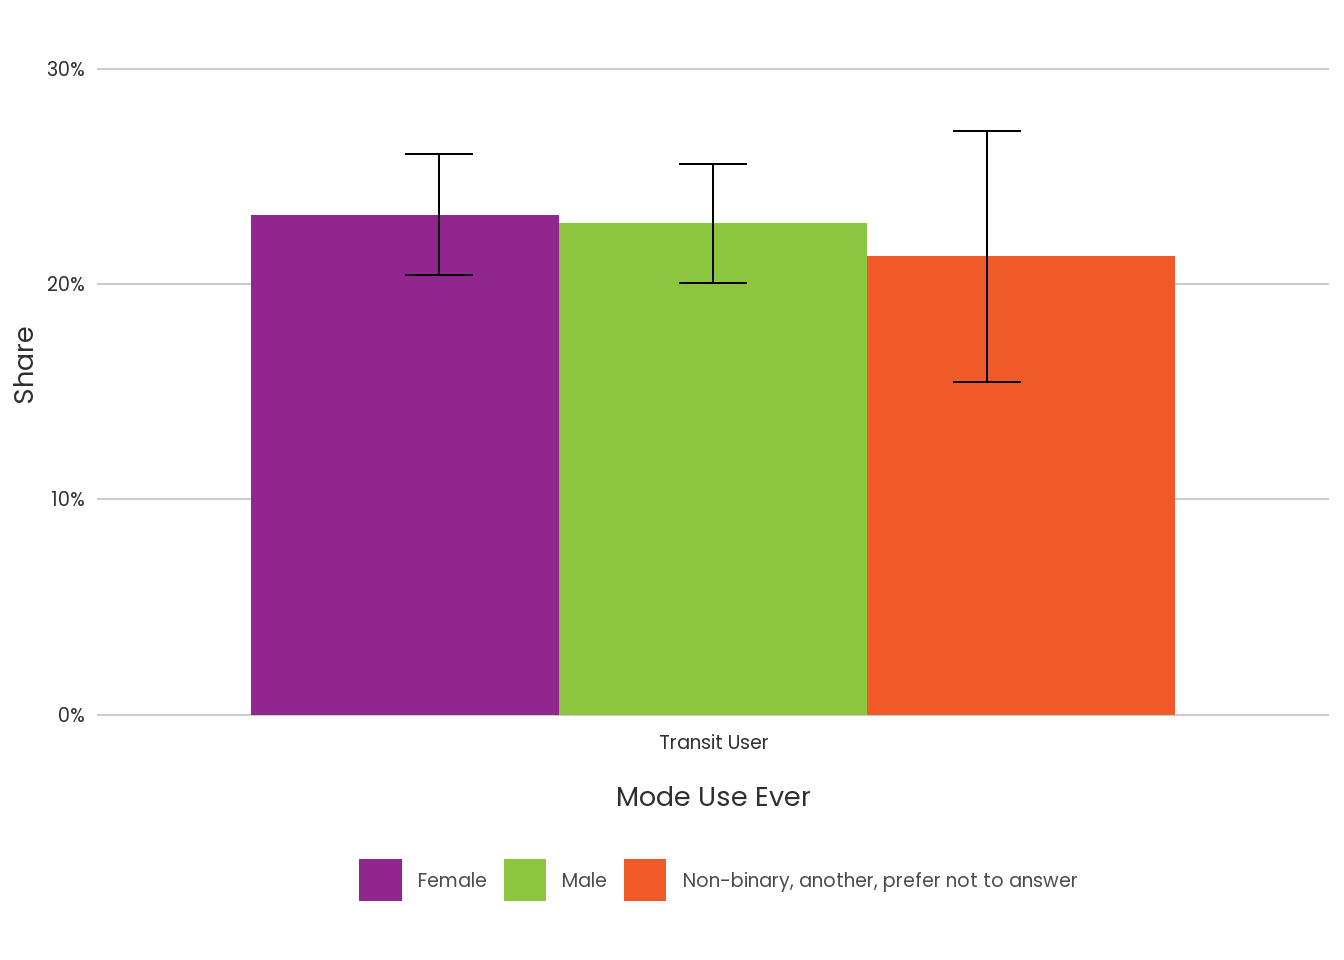 30%
20%
10%
0%
Share
Transit User
Mode Use Ever
Female
Male
Non-binary, another, prefer not to answer